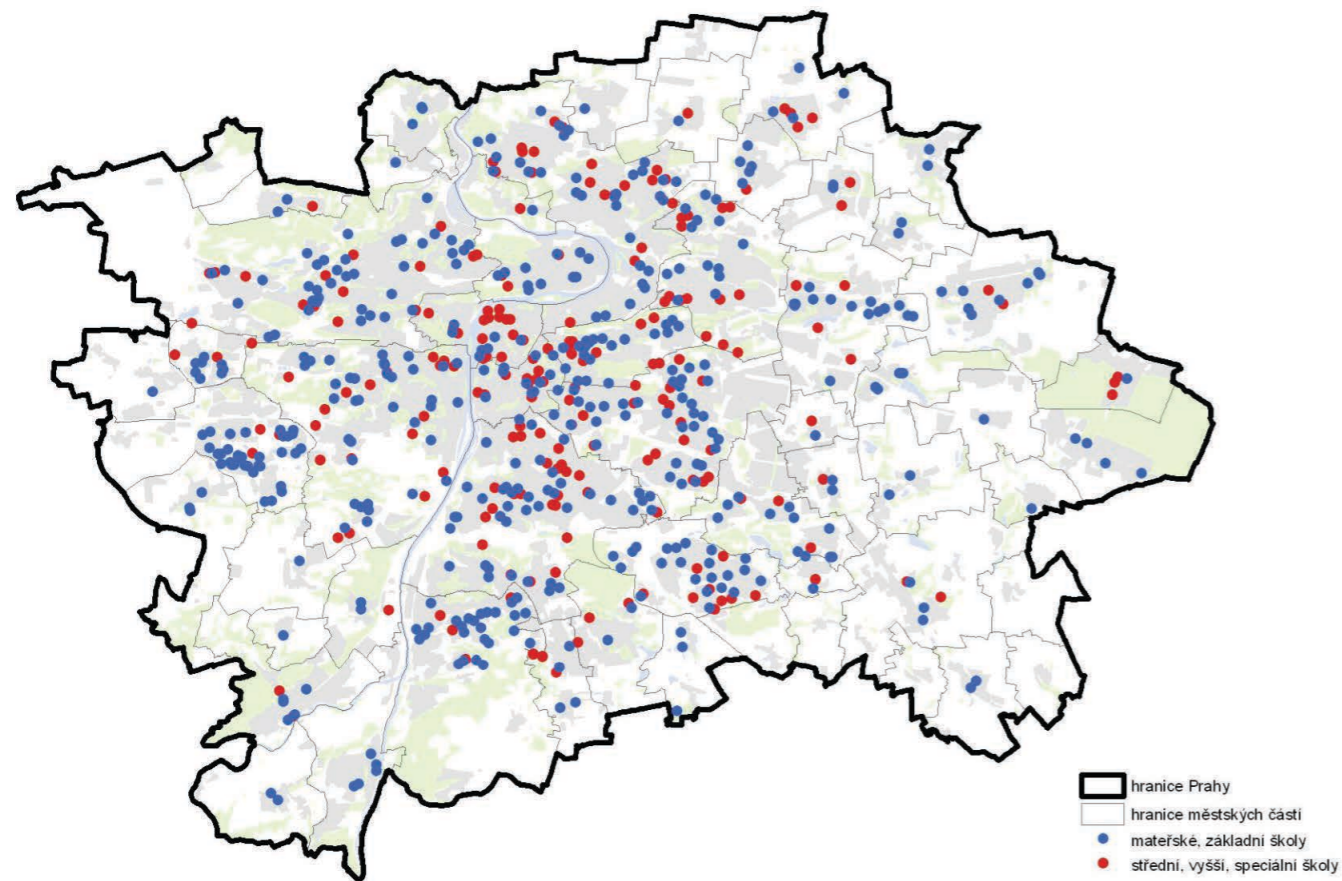 hranice Prahy
hranice městských částí
mateřské, základní školy
střední, vyšší, speciální školy